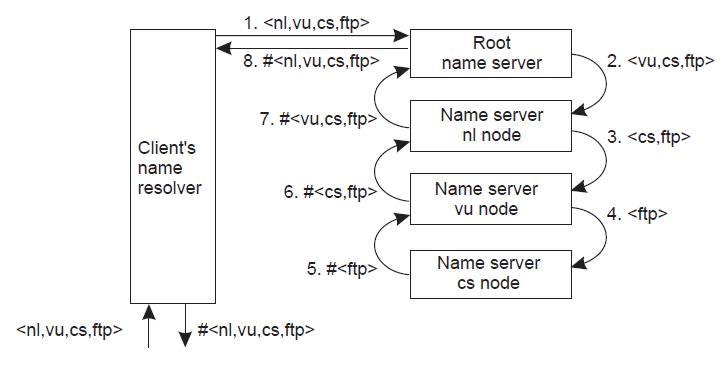 1. <nl,vu,cs,ftp>
Root
name server
2. <vu,cs,ftp>
8. #<nl,vu,cs,ftp>
Name server
nl node
7. #<vu,cs,ftp>
3. <cs,ftp>
Client's
name
resolver
6. #<cs,ftp>
Name server
vu node
4. <ftp>
5. #<ftp>
Name server
cs node
<nl,vu,cs,ftp>
#<nl,vu,cs,ftp>